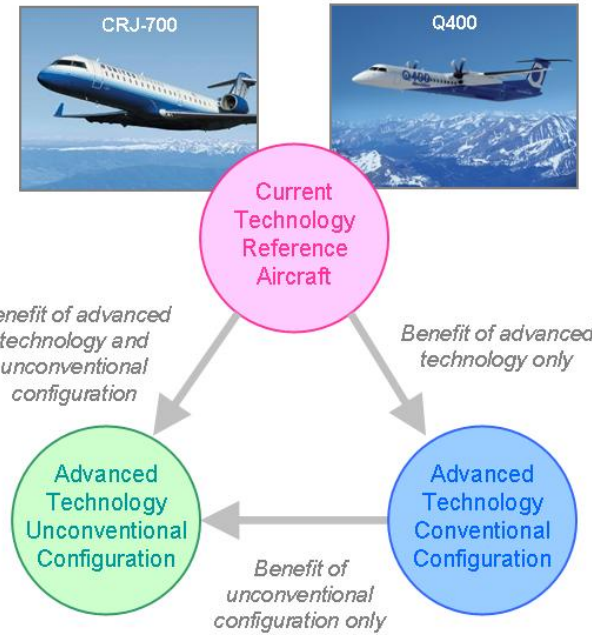 CRJ-700
Q400
Q400
Current
Technology
Reference
Aircraft
technology and
unconventional
configuration
Benefit of advanced
technology only
Advanced
Technology
Unconventional
Configuration
Advanced
Technology
Conventional
Configuration
Benefit of
unconventional
configuration only